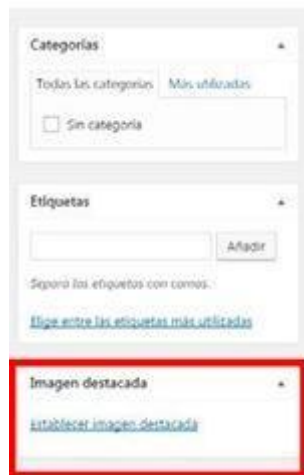 Categorías
Todas las categorías Más utilizadas
Sin categoría
Etiquetas
Añadir
Separa las etiquetas con comas.
Elige entre las etiquetas más utilizadas
Imagen destacada
Establecer imagen destacada